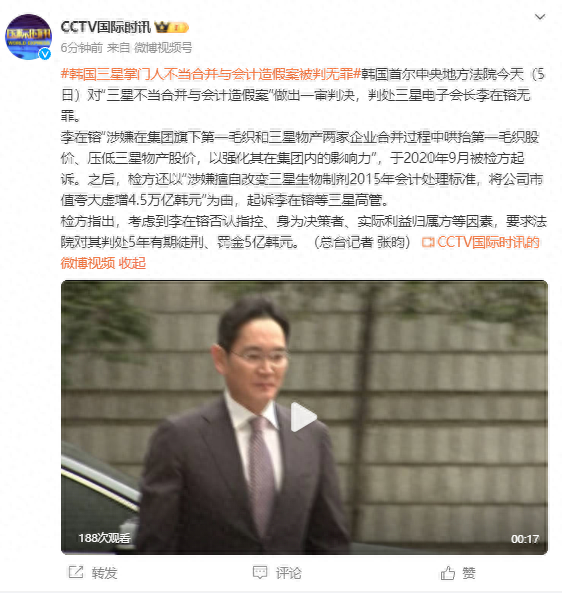 CCTV国际时讯
6分钟前 来自 微博视频号
#韩国三星掌门人不当合并与会计造假案被判无罪#韩国首尔中央地方法院今天（5
日）对“三星不当合并与会计造假案”做出一审判决，判处三星电子会长李在镕无
罪。
李在镕“涉嫌在集团旗下第一毛织和三星物产两家企业合并过程中哄抬第一毛织股
价、压低三星物产股价，以强化其在集团内的影响力”，于2020年9月被检方起
诉。之后，检方还以“涉嫌擅自改变三星生物制剂2015年会计处理标准，将公司市
值夸大虚增4.5万亿韩元”为由，起诉李在镕等三星高管。
检方指出，考虑到李在镕否认指控、身为决策者、实际利益归属方等因素，要求法
院对其判处5年有期徒刑、罚金5亿韩元。（总台记者 张昀）CCTV国际时讯的
微博视频 收起
188次观看
00:17
转发
评论
赞